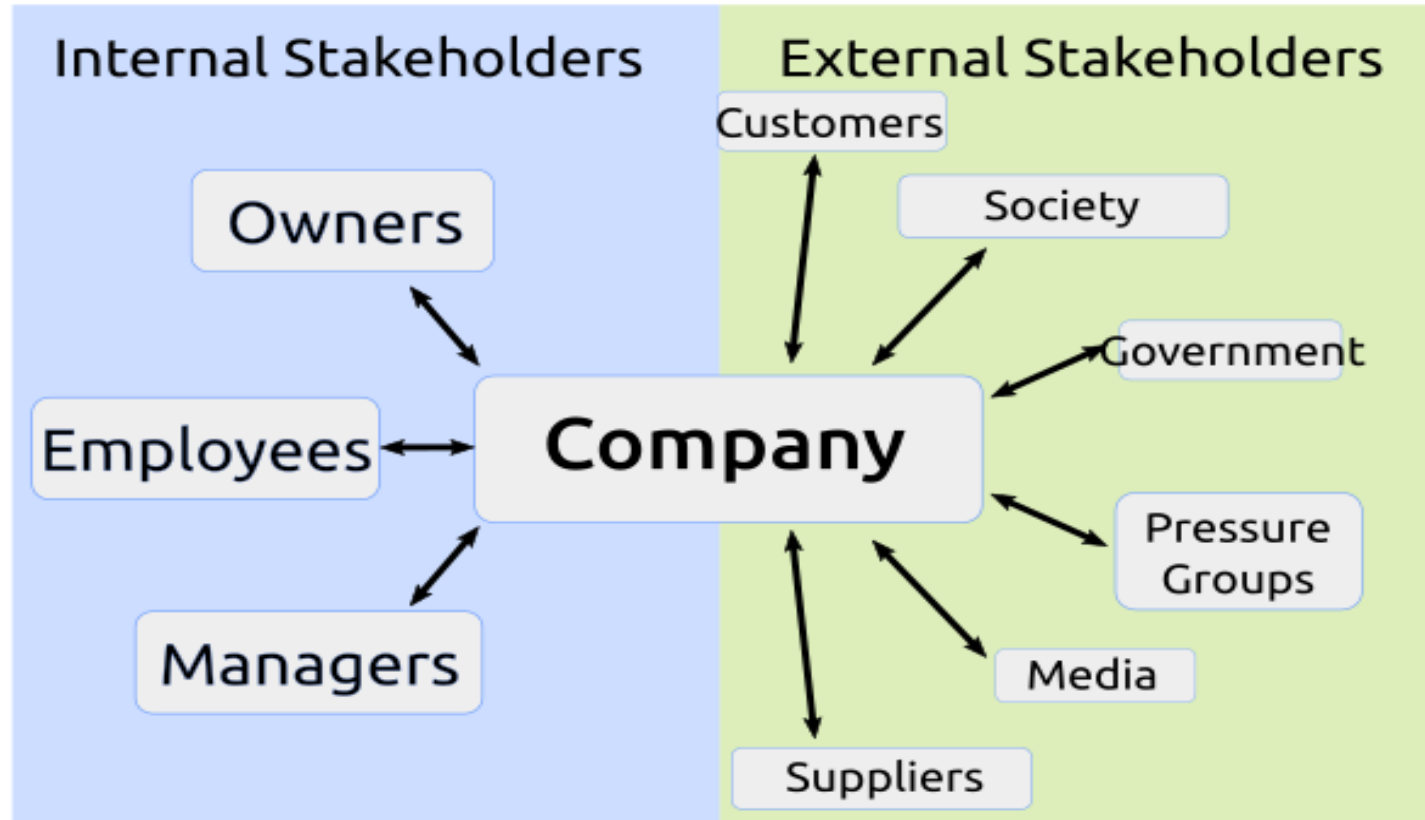 Internal Stakeholders
External Stakeholders
Customers
Society
Owners
Government
Company
Employees
Pressure
Groups
Managers
Media
Suppliers